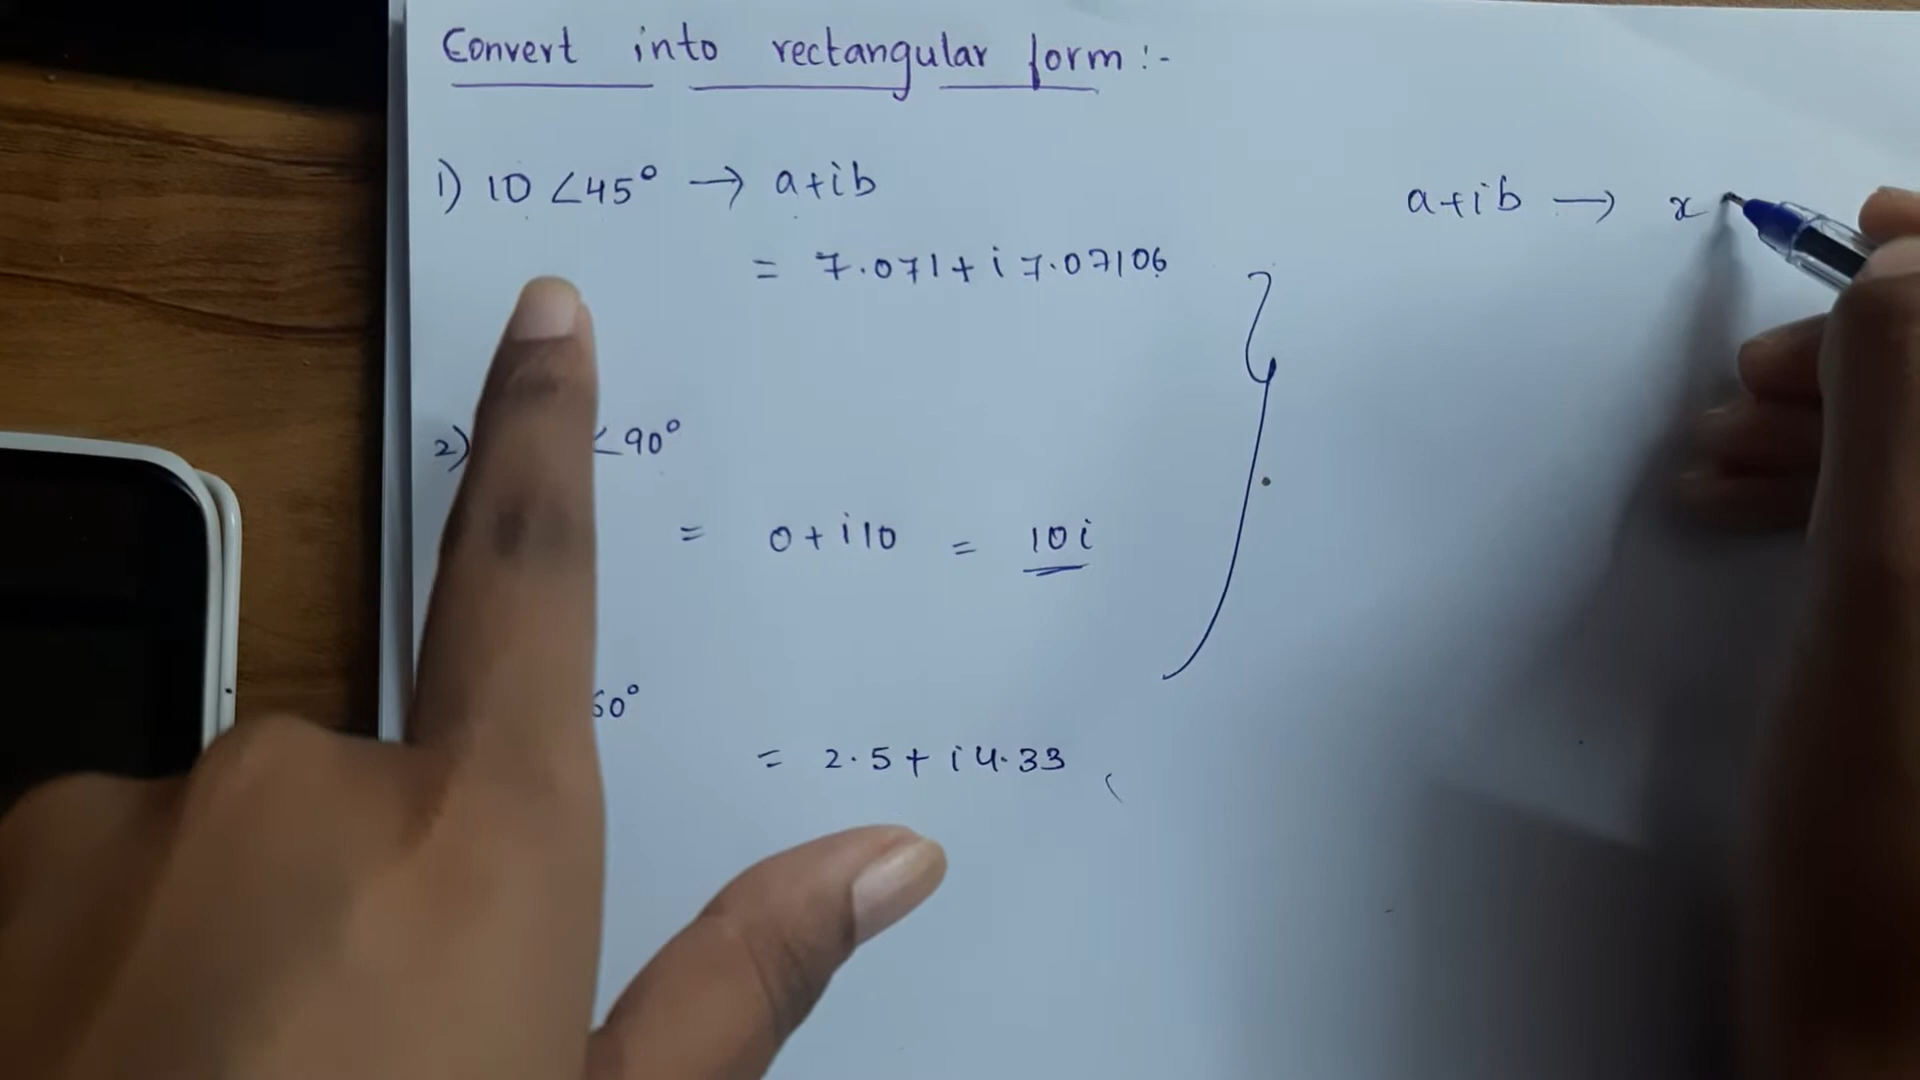 Convert into rectangular form :-
1) 10 ∠45° → a+ib
a+ib → x
= 7.071 + i 7.07106
2) ∠90°
= 0 + i10 = 10i
60°
= 2.5 + i4.33